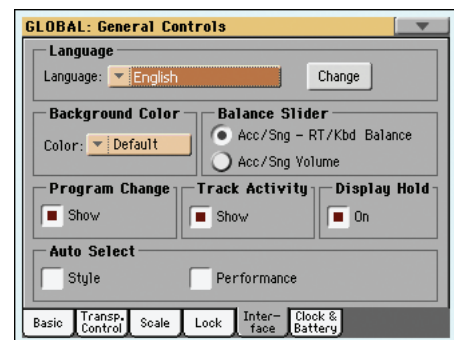 GLOBAL: General Controls
Language
Language: English Change
Background Color
Color: Default
Balance Slider
Acc/Sng - RT/Kbd Balance
Acc/Sng Volume
Program Change
Show
Track Activity
Show
Display Hold
On
Auto Select
Style Performance
Basic
Transp.
Control
Scale
Lock
Inter-
face
Clock &
Battery